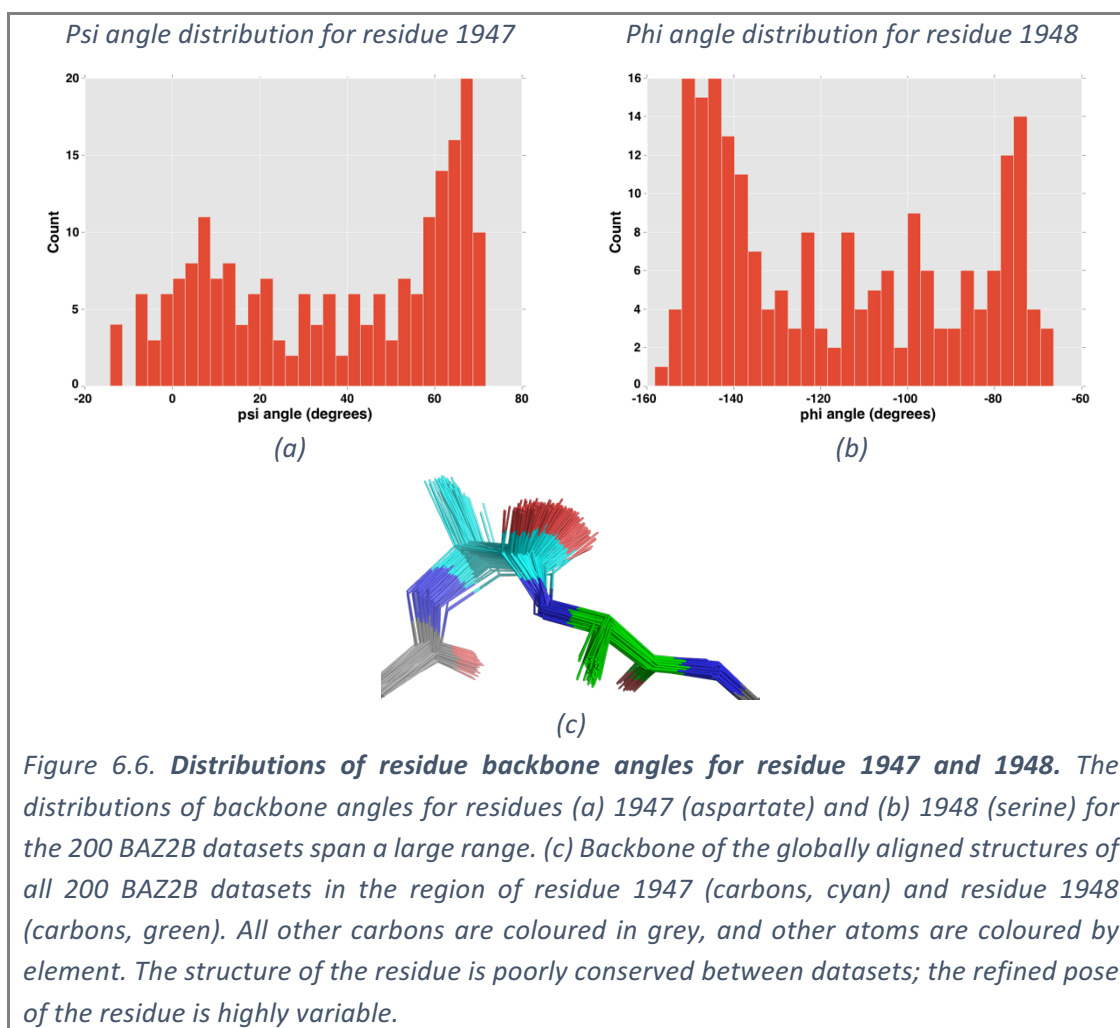 Psi angle distribution for residue 1947
Phi angle distribution for residue 1948
20
15
10
5
0
Count
-20
0
20
40
60
80
psi angle (degrees)
(a)
16
14
12
10
8
6
4
2
0
Count
-160
-140
-120
-100
-80
-60
phi angle (degrees)
(b)
(c)
Figure 6.6. Distributions of residue backbone angles for residue 1947 and 1948. The
distributions of backbone angles for residues (a) 1947 (aspartate) and (b) 1948 (serine) for
the 200 BAZ2B datasets span a large range. (c) Backbone of the globally aligned structures of
all 200 BAZ2B datasets in the region of residue 1947 (carbons, cyan) and residue 1948
(carbons, green). All other carbons are coloured in grey, and other atoms are coloured by
element. The structure of the residue is poorly conserved between datasets; the refined pose
of the residue is highly variable.